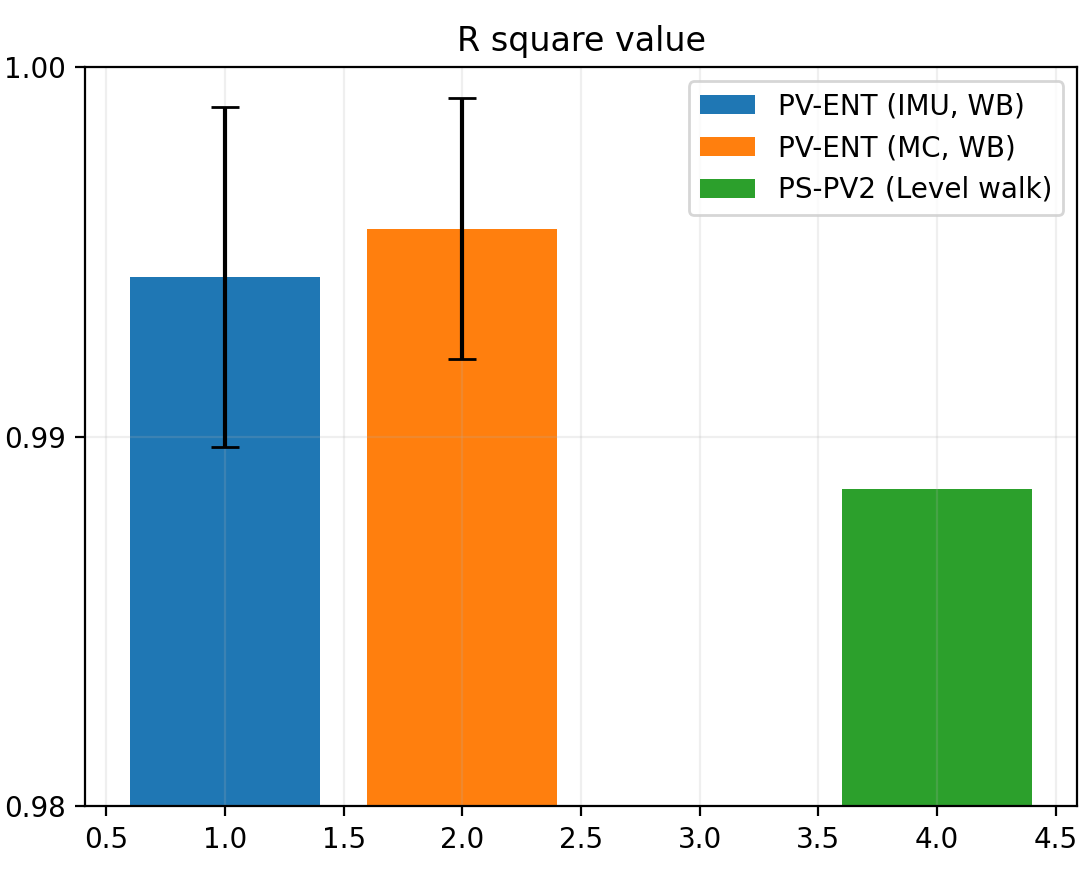 R square value
1.00
0.99
0.98
PV-ENT (IMU, WB)
PV-ENT (MC, WB)
PS-PV2 (Level walk)
0.5 1.0 1.5 2.0 2.5 3.0 3.5 4.0 4.5